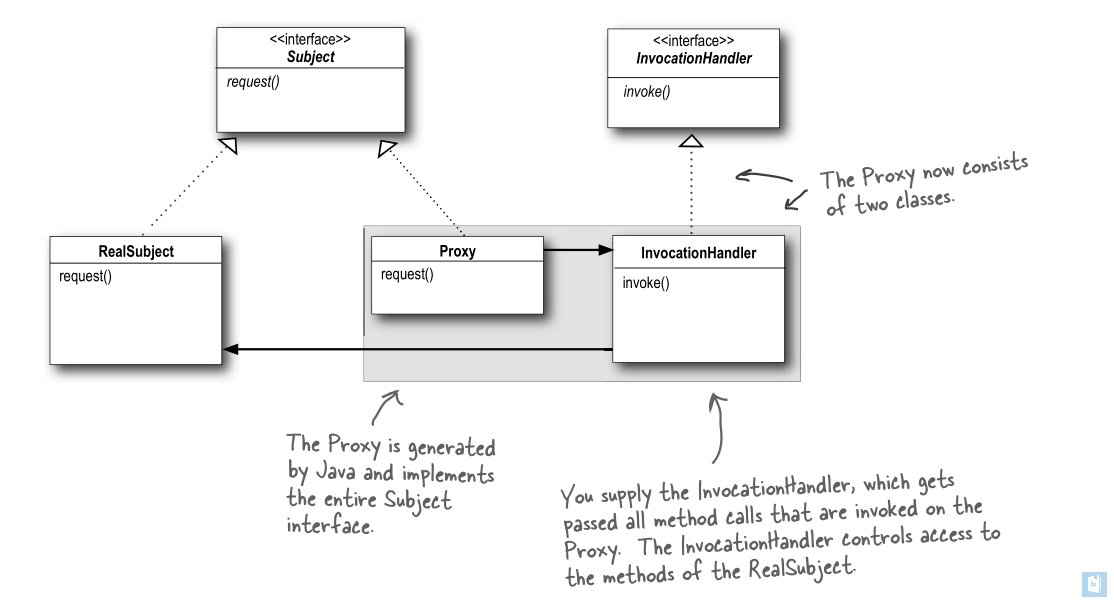 <<interface>>
Subject
request()
<<interface>>
InvocationHandler
invoke()
The Proxy now consists
of two classes.
RealSubject
request()
Proxy
request()
InvocationHandler
invoke()
The Proxy is generated
by Java and implements
the entire Subject
interface.
You supply the InvocationHandler, which gets
passed all method calls that are invoked on the
Proxy. The InvocationHandler controls access to
the methods of the RealSubject.